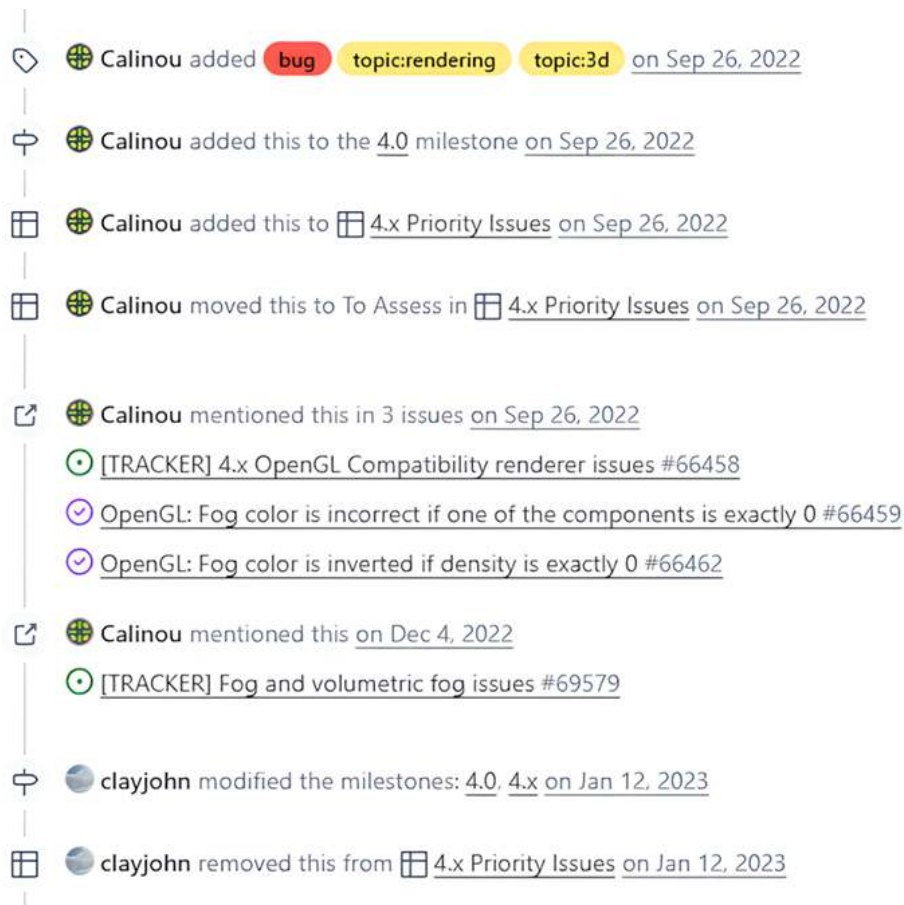 Calinou added bug topic:rendering topic:3d on Sep 26, 2022
Calinou added this to the 4.0 milestone on Sep 26, 2022
Calinou added this to 4.x Priority Issues on Sep 26, 2022
Calinou moved this to To Assess in 4.x Priority Issues on Sep 26, 2022
Calinou mentioned this in 3 issues on Sep 26, 2022
[TRACKER] 4.x OpenGL Compatibility renderer issues #66458
OpenGL: Fog color is incorrect if one of the components is exactly 0 #66459
OpenGL: Fog color is inverted if density is exactly 0 #66462
Calinou mentioned this on Dec 4, 2022
[TRACKER] Fog and volumetric fog issues #69579
clayjohn modified the milestones: 4.0, 4.x on Jan 12, 2023
clayjohn removed this from 4.x Priority Issues on Jan 12, 2023